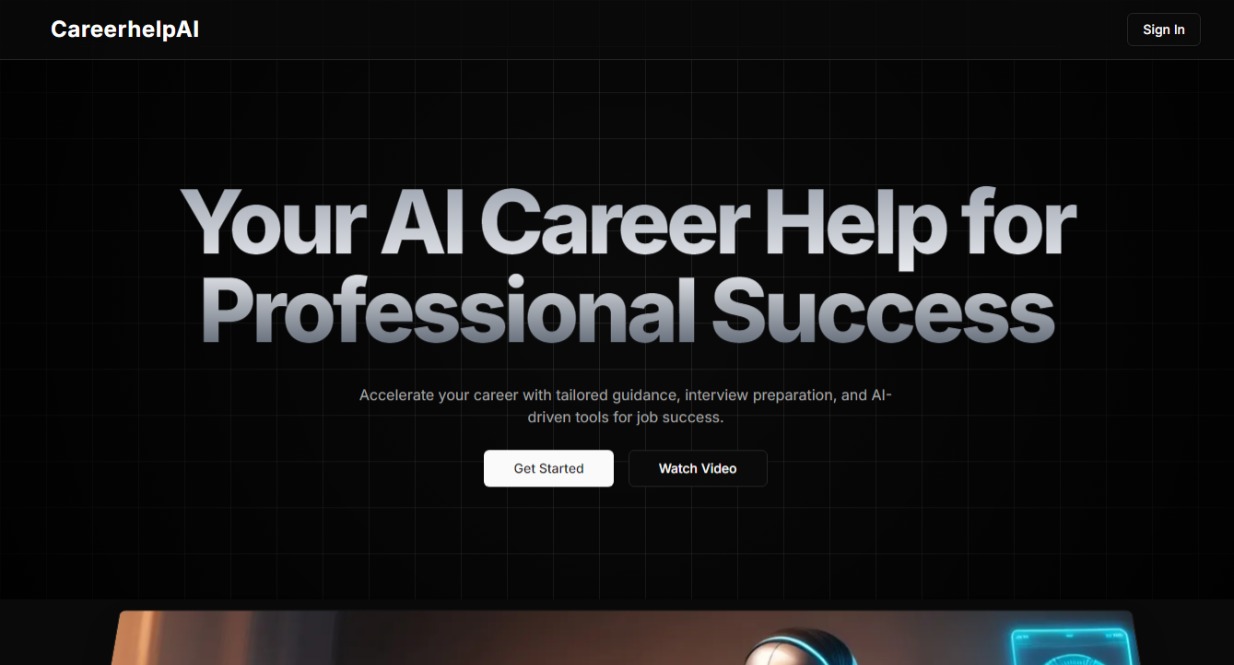 CareerhelpAI
Sign In
Your AI Career Help for
Professional Success
Accelerate your career with tailored guidance, interview preparation, and AI-
driven tools for job success.
Get Started
Watch Video